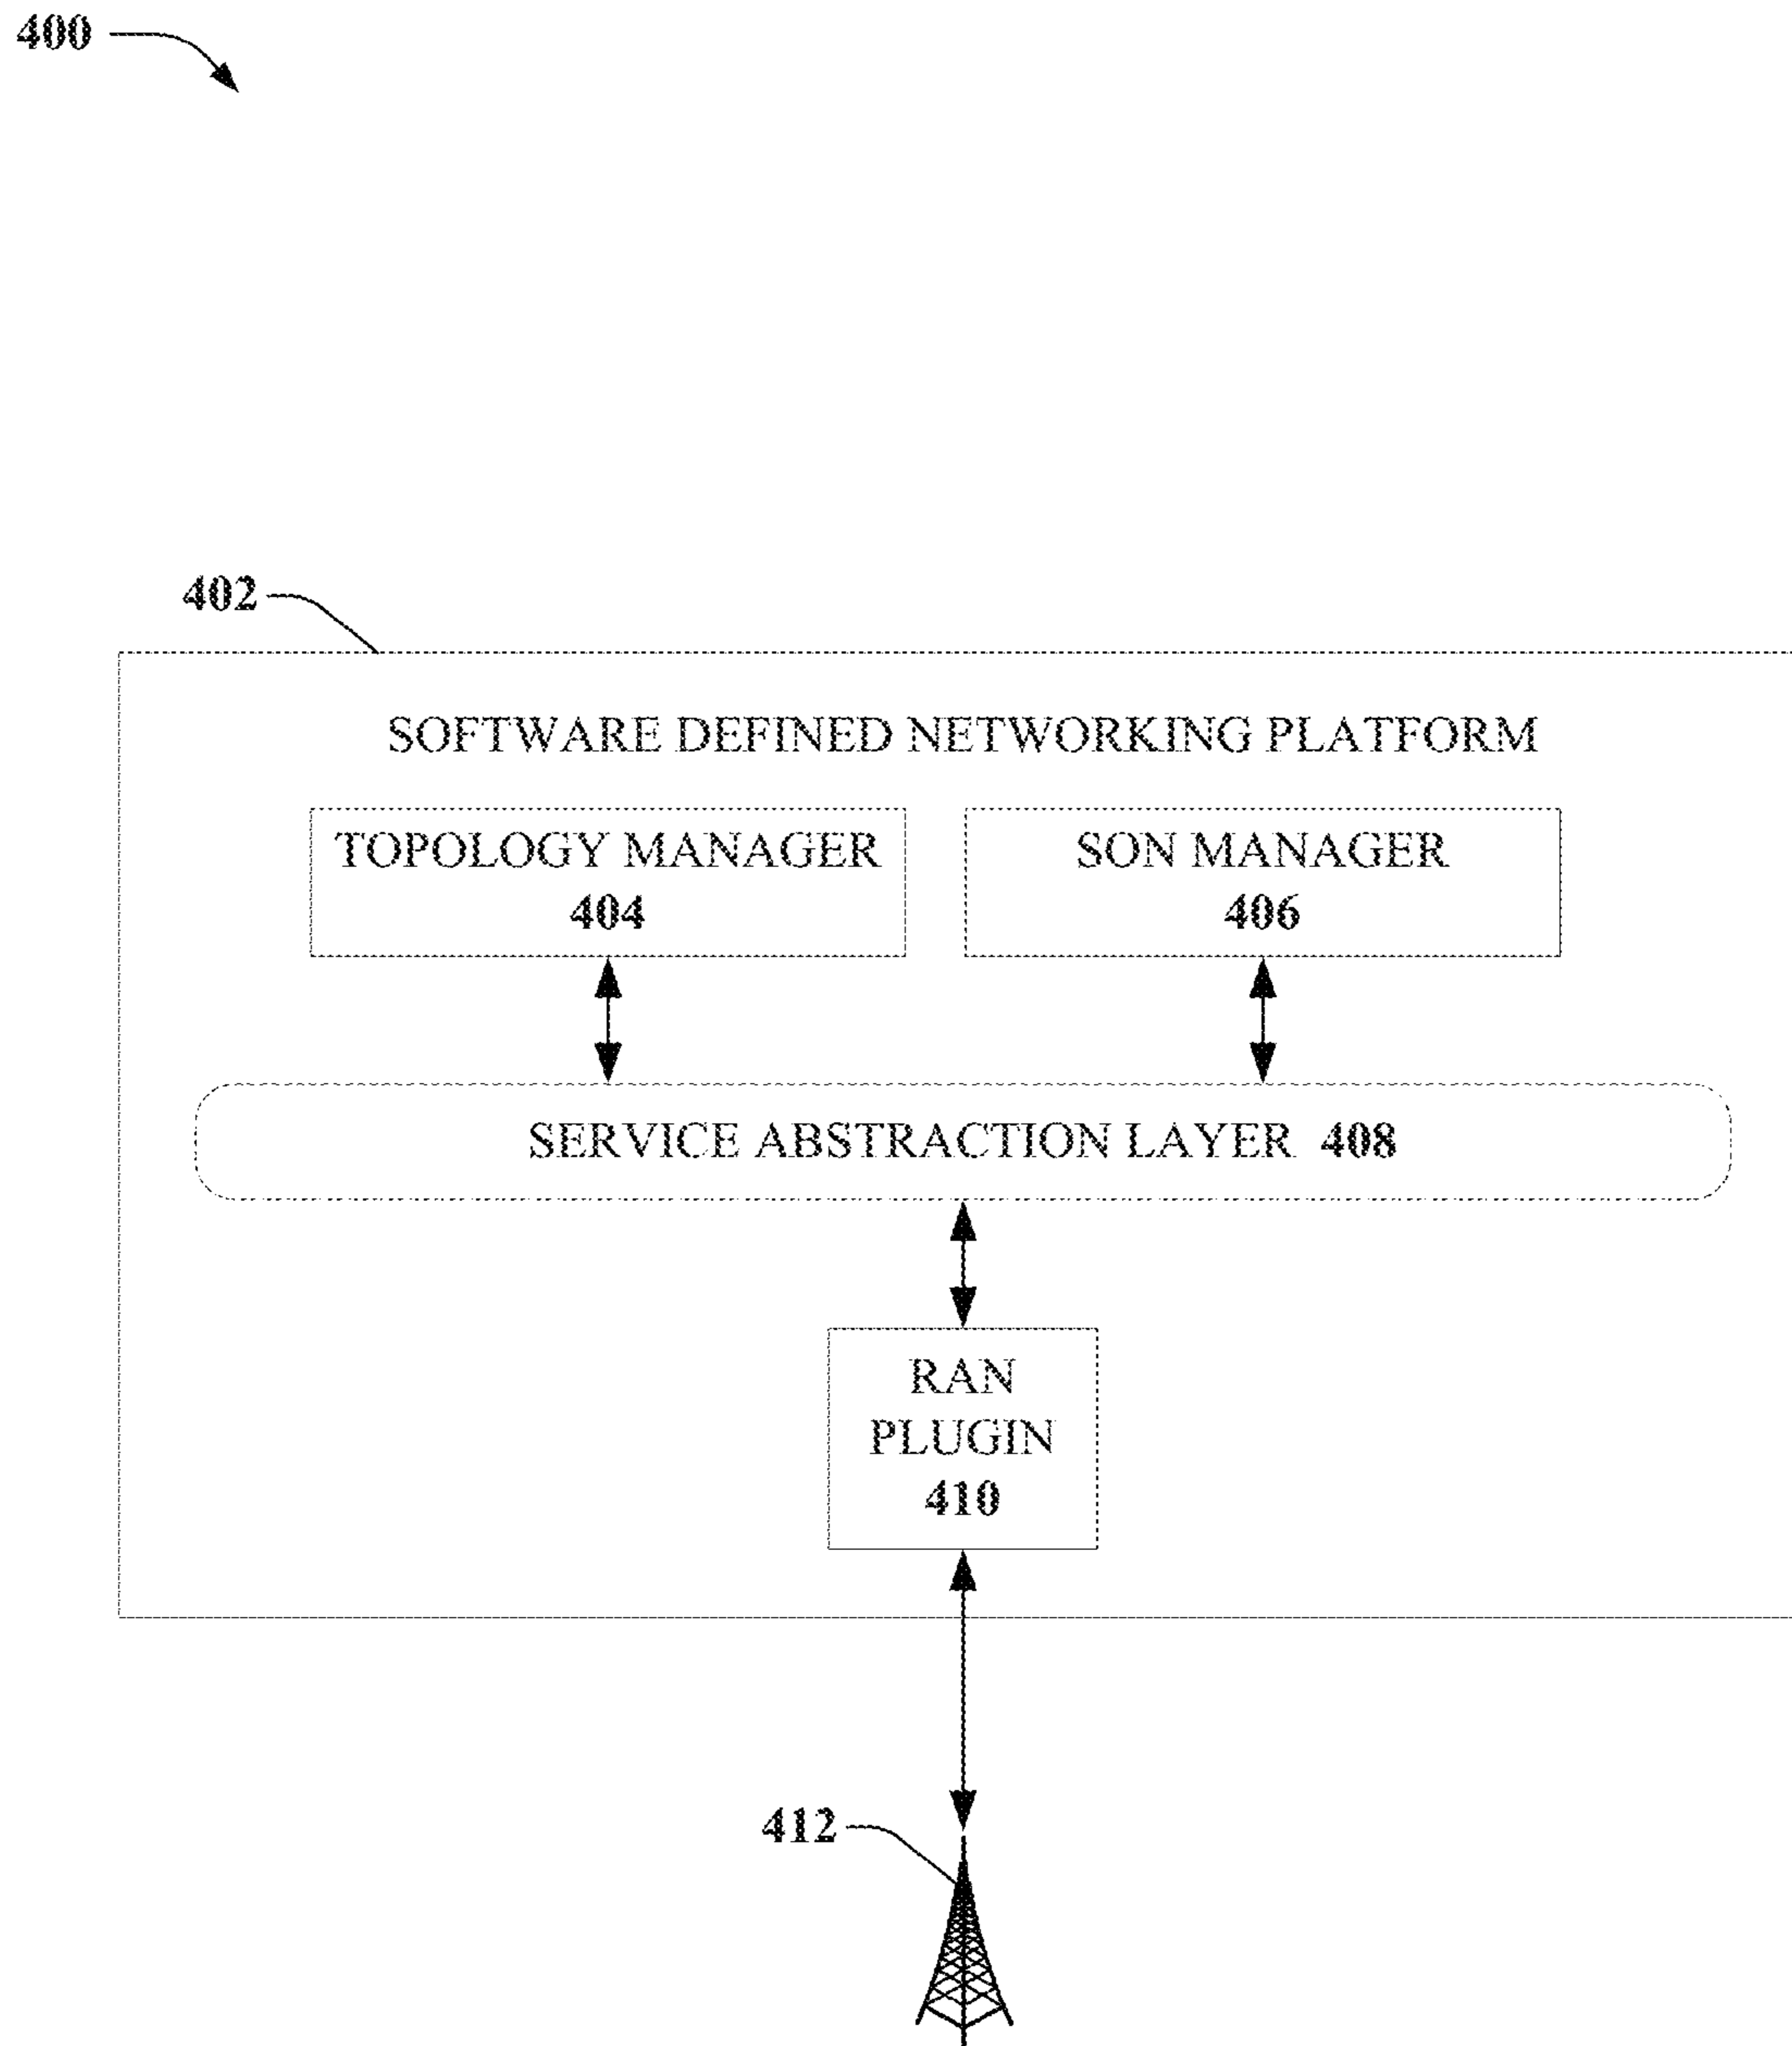 400
402
SOFTWARE DEFINED NETWORKING PLATFORM
TOPOLOGY MANAGER
404
SON MANAGER
406
SERVICE ABSTRACTION LAYER 408
RAN
PLUGIN
410
412